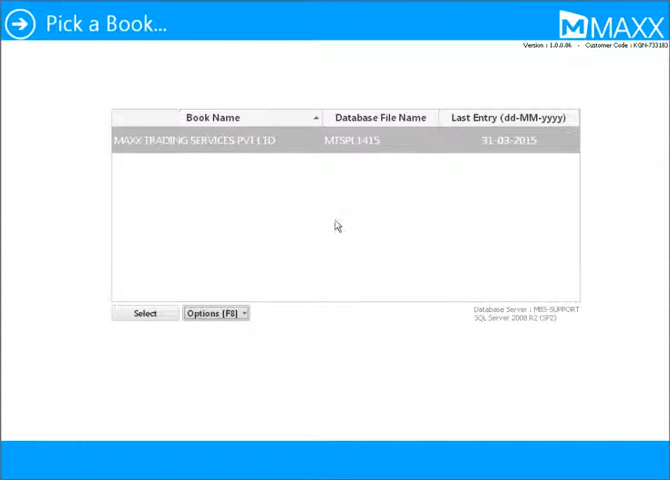 Pick a Book...
MAXX
Version : 1.0.0.86 - Customer Code : KGN-733183
Book Name Database File Name Last Entry (dd-MM-yyyy)
MAXX TRADING SERVICES PVT LTD MTSPL1415 31-03-2015
Select Options [F8]
Database Server : MBS-SUPPORT
SQL Server 2008 R2 (SP2)